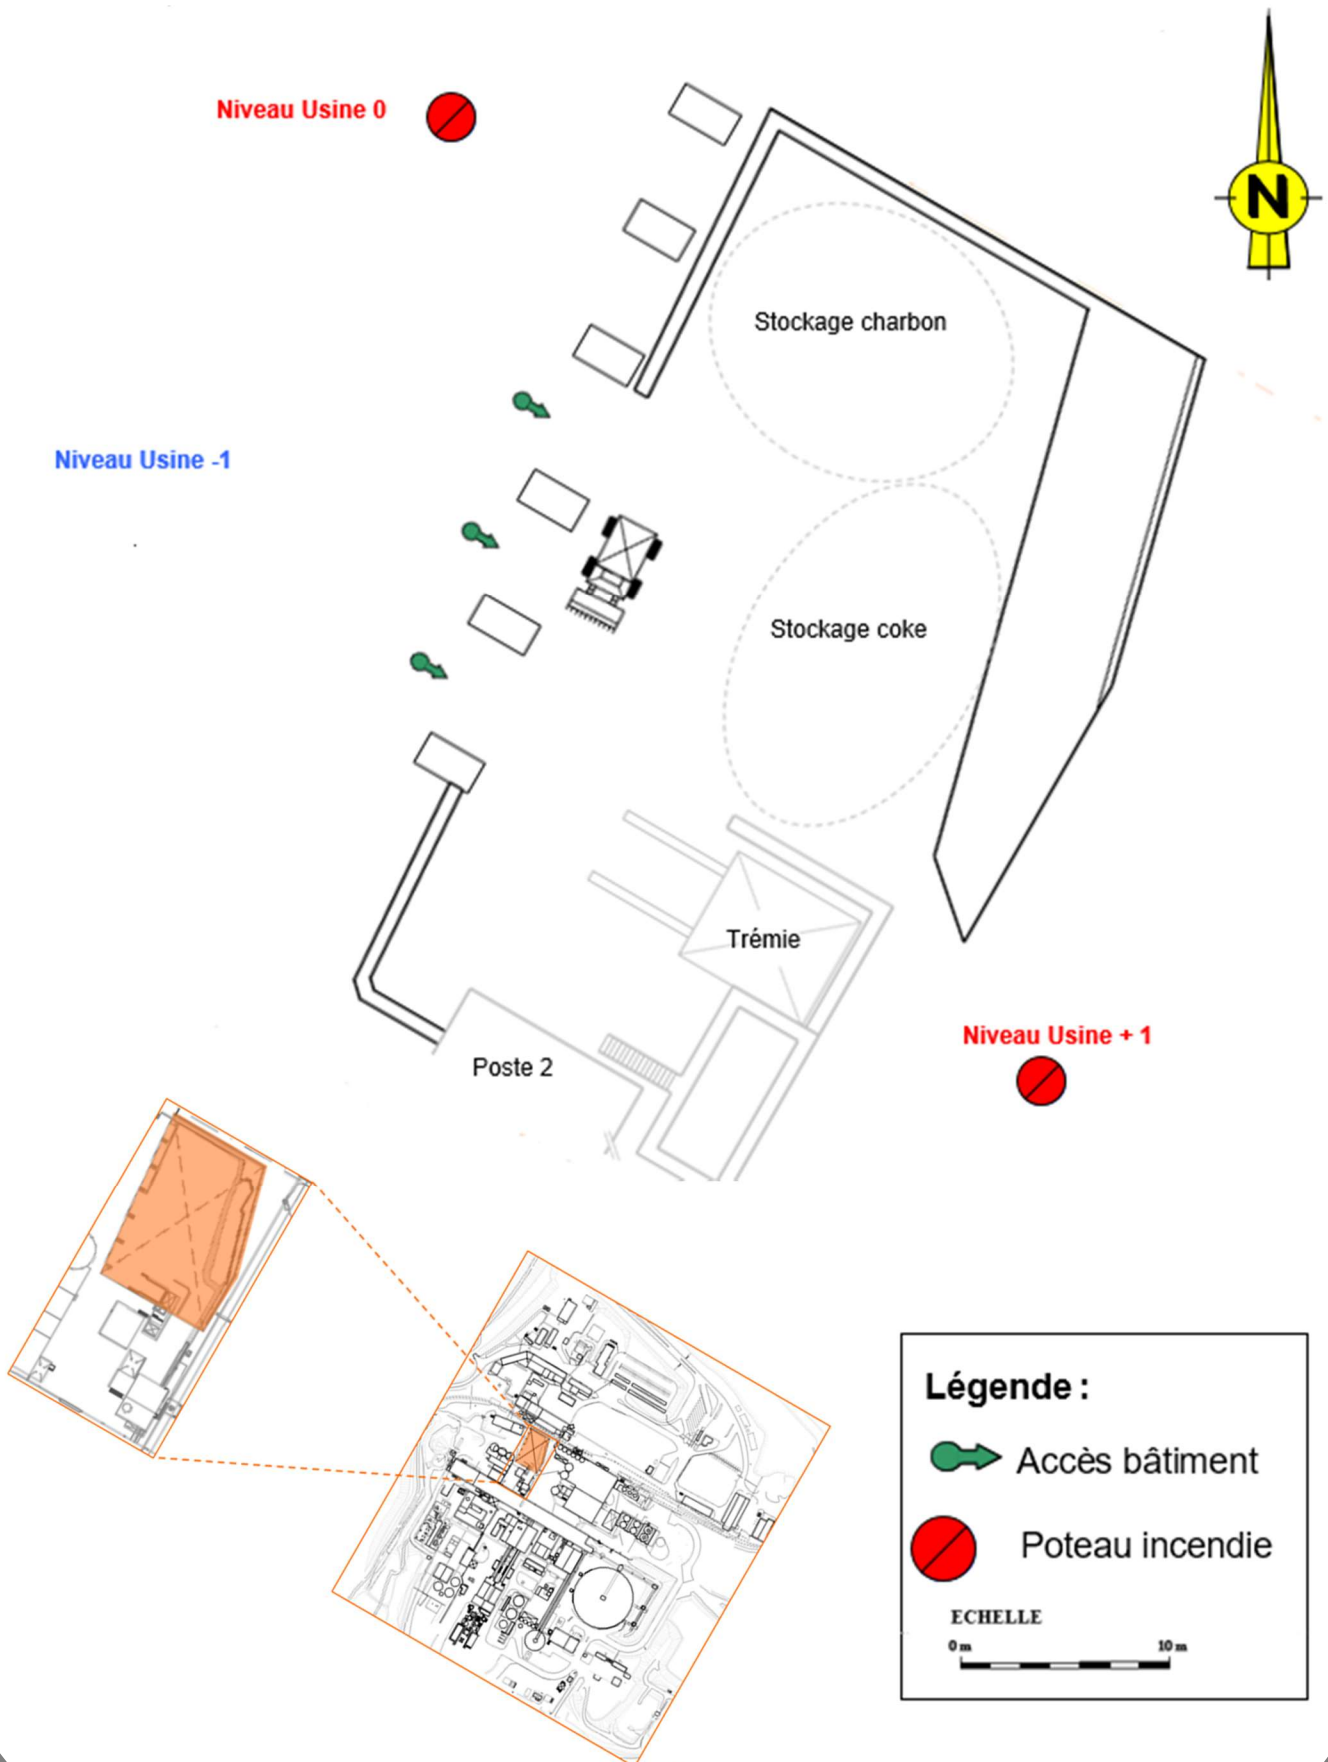 Niveau Usine 0
N
Stockage charbon
Niveau Usine -1
Stockage coke
Trémie
Niveau Usine + 1
Poste 2
Légende :
Accès bâtiment
Poteau incendie
ECHELLE
0 m 10 m